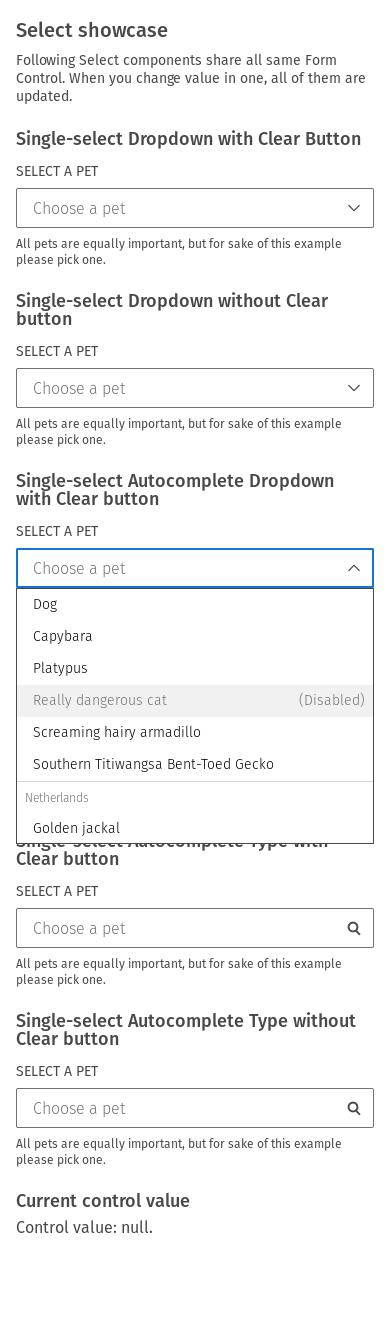 Select showcase
Following Select components share all same Form
Control. When you change value in one, all of them are
updated.
Single-select Dropdown with Clear Button
SELECT A PET
Choose a pet
All pets are equally important, but for sake of this example
please pick one.
Single-select Dropdown without Clear
button
SELECT A PET
Choose a pet
All pets are equally important, but for sake of this example
please pick one.
Single-select Autocomplete Dropdown
with Clear button
SELECT A PET
Choose a pet
Dog
Capybara
Platypus
Really dangerous cat (Disabled)
Screaming hairy armadillo
Southern Titiwangsa Bent-Toed Gecko
Netherlands
Golden jackal
Single-select Autocomplete Type with
Clear button
SELECT A PET
Choose a pet
All pets are equally important, but for sake of this example
please pick one.
Single-select Autocomplete Type without
Clear button
SELECT A PET
Choose a pet
All pets are equally important, but for sake of this example
please pick one.
Current control value
Control value: null.